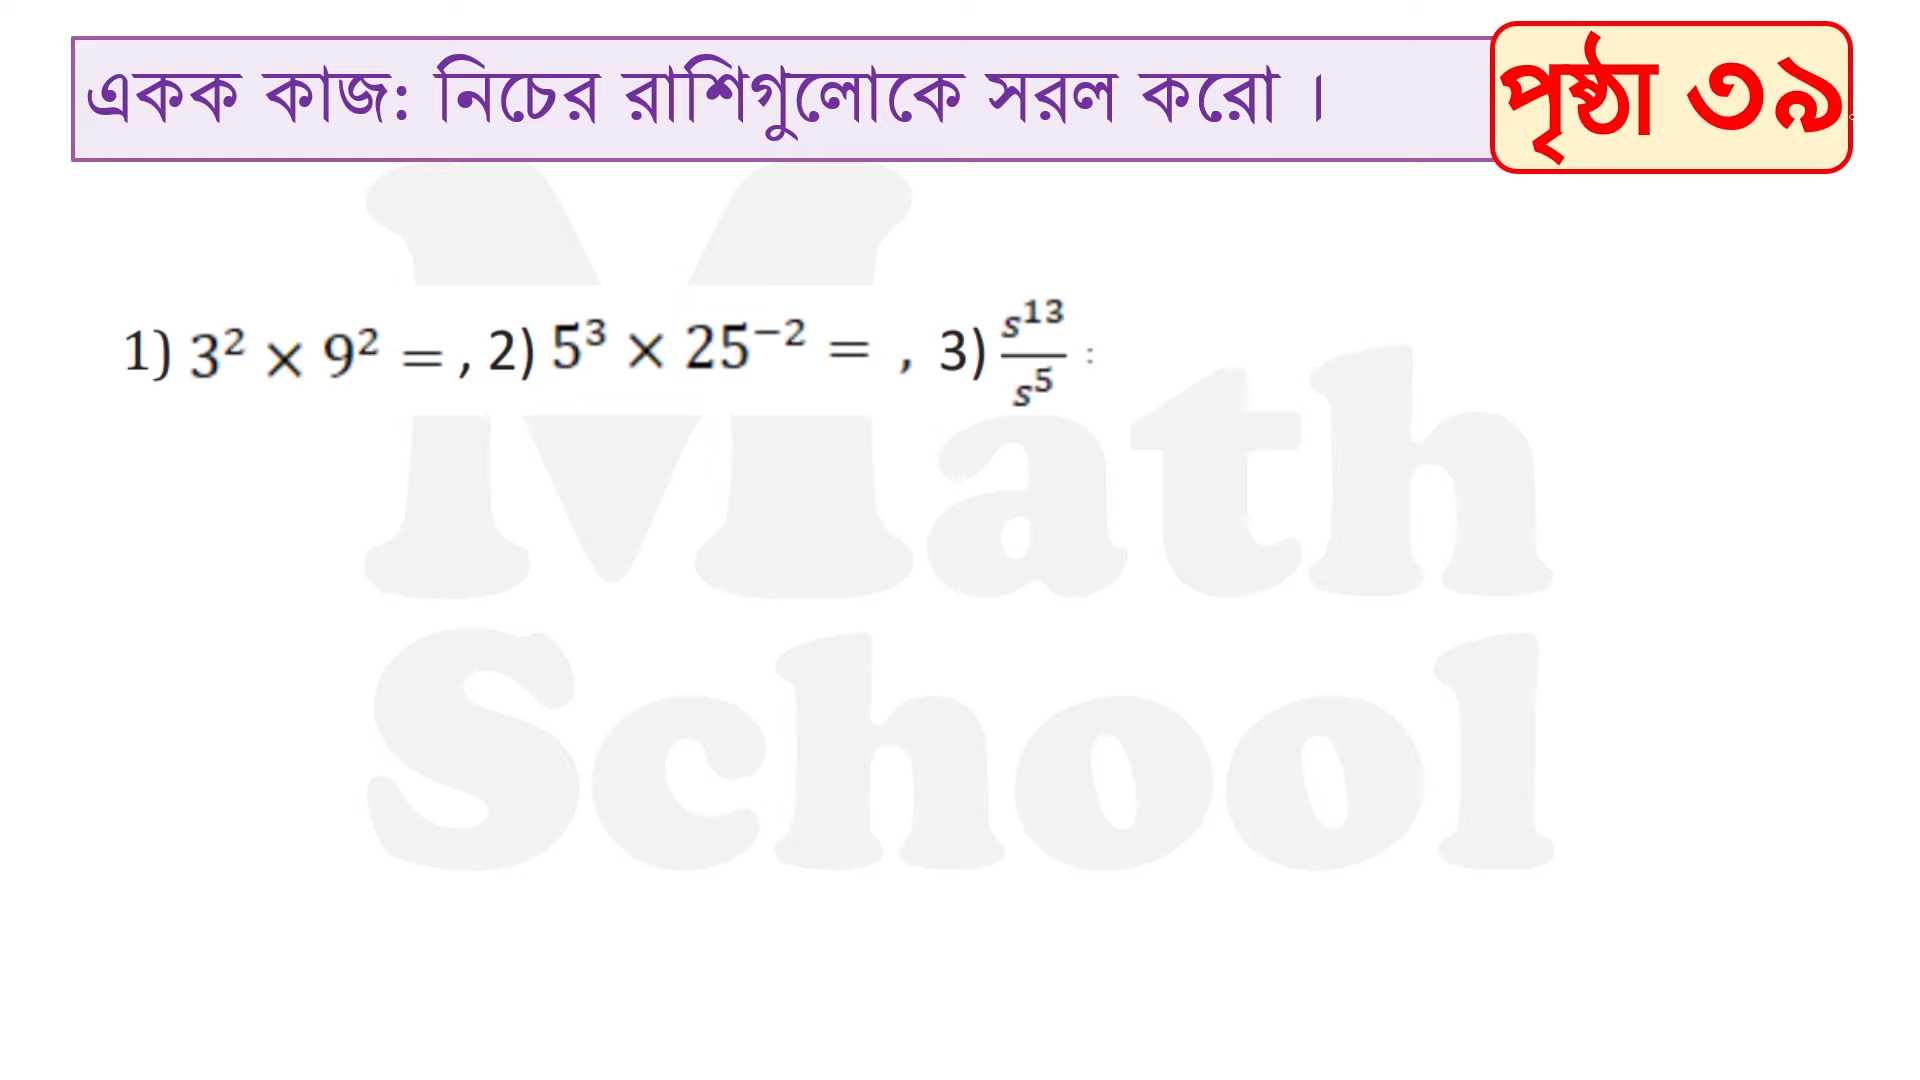 একক কাজ: নিচের রাশিগুলোকে সরল করো ।
পৃষ্ঠা ৩৯
1) 3² × 9² = , 2) 5³ × 25⁻² = , 3) s¹³/s⁵ :
Math
School